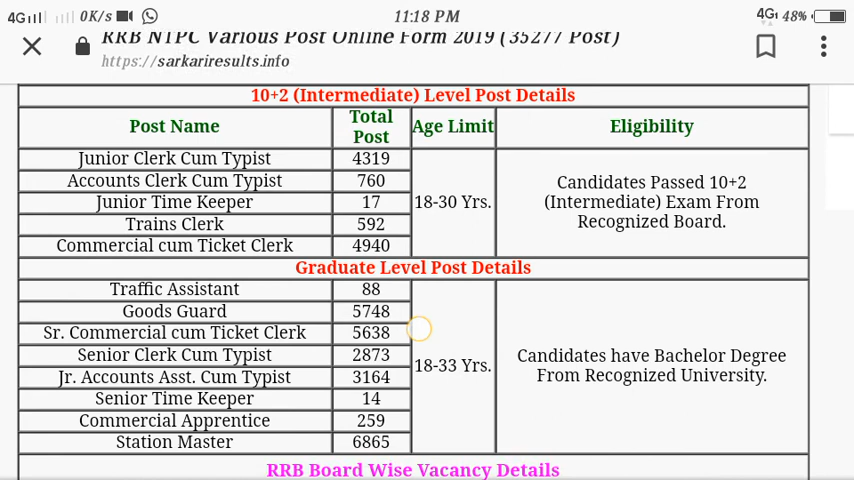 4G 0K/s 11:18 PM 4G 48%
RRB NTPC Various Post Online Form 2019 (35277 Post)
https://sarkariresults.info
10+2 (Intermediate) Level Post Details
Post Name Total Post Age Limit Eligibility
Junior Clerk Cum Typist 4319
Accounts Clerk Cum Typist 760
Junior Time Keeper 17
Trains Clerk 592
Commercial cum Ticket Clerk 4940
18-30 Yrs.
Candidates Passed 10+2
(Intermediate) Exam From
Recognized Board.
Graduate Level Post Details
Traffic Assistant 88
Goods Guard 5748
Sr. Commercial cum Ticket Clerk 5638
Senior Clerk Cum Typist 2873
Jr. Accounts Asst. Cum Typist 3164
Senior Time Keeper 14
Commercial Apprentice 259
Station Master 6865
18-33 Yrs.
Candidates have Bachelor Degree
From Recognized University.
RRB Board Wise Vacancy Details